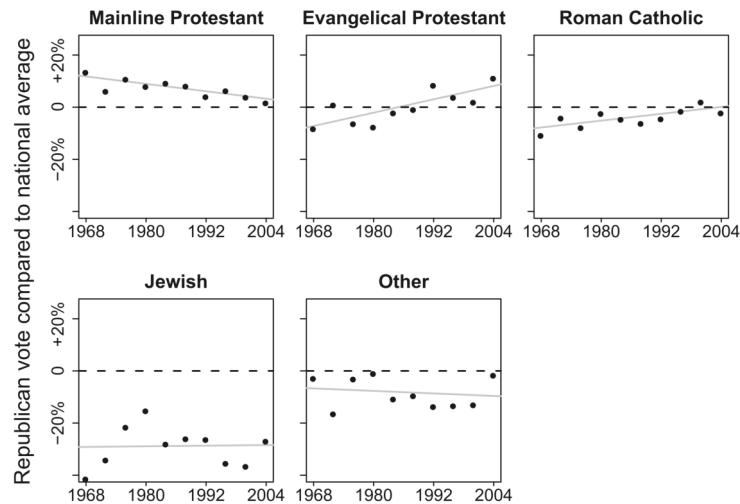 Republican vote compared to national average
Mainline Protestant
+20%
0
−20%
1968 1980 1992 2004
Evangelical Protestant
1968 1980 1992 2004
Roman Catholic
1968 1980 1992 2004
Jewish
+20%
0
−20%
1968 1980 1992 2004
Other
1968 1980 1992 2004